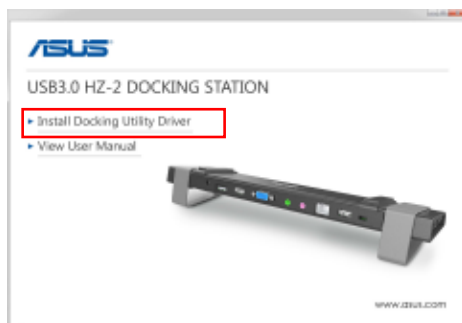 ASUS
USB3.0 HZ-2 DOCKING STATION
Install Docking Utility Driver
View User Manual
www.asus.com